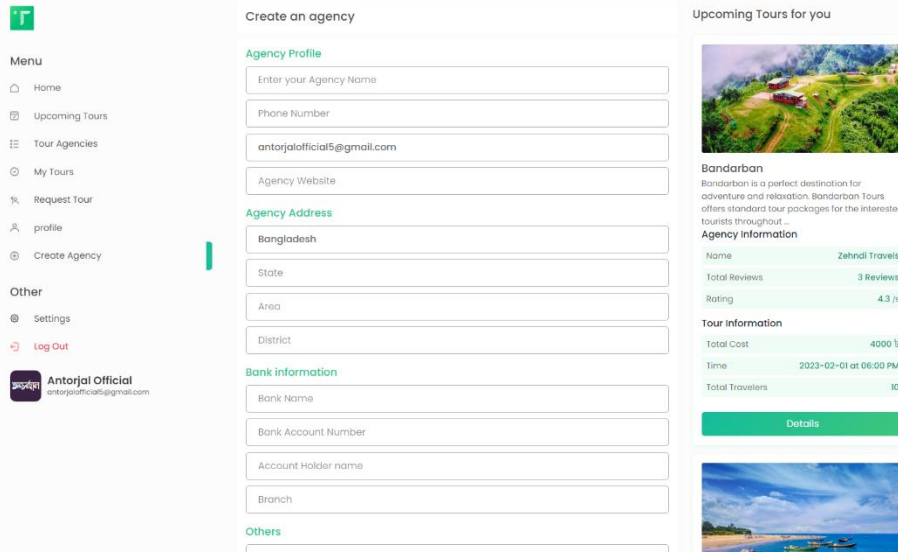 Menu
Home
Upcoming Tours
Tour Agencies
My Tours
Request Tour
profile
Create Agency
Other
Settings
Log Out
Antorjal Official
antorjalofficial5@gmail.com
Create an agency
Agency Profile
Enter your Agency Name
Phone Number
antorjalofficial5@gmail.com
Agency Website
Agency Address
Bangladesh
State
Area
District
Bank information
Bank Name
Bank Account Number
Account Holder name
Branch
Others
Upcoming Tours for you
Bandarban
Bandarban is a perfect destination for
adventure and relaxation. Bandarban Tours
offers standard tour packages for the intereste
tourists throughout ...
Agency Information
Name Zehndi Travels
Total Reviews 3 Reviews
Rating 4.3
Tour Information
Total Cost 4000
Time 2023-02-01 at 06:00 PM
Total Travelers 10
Details